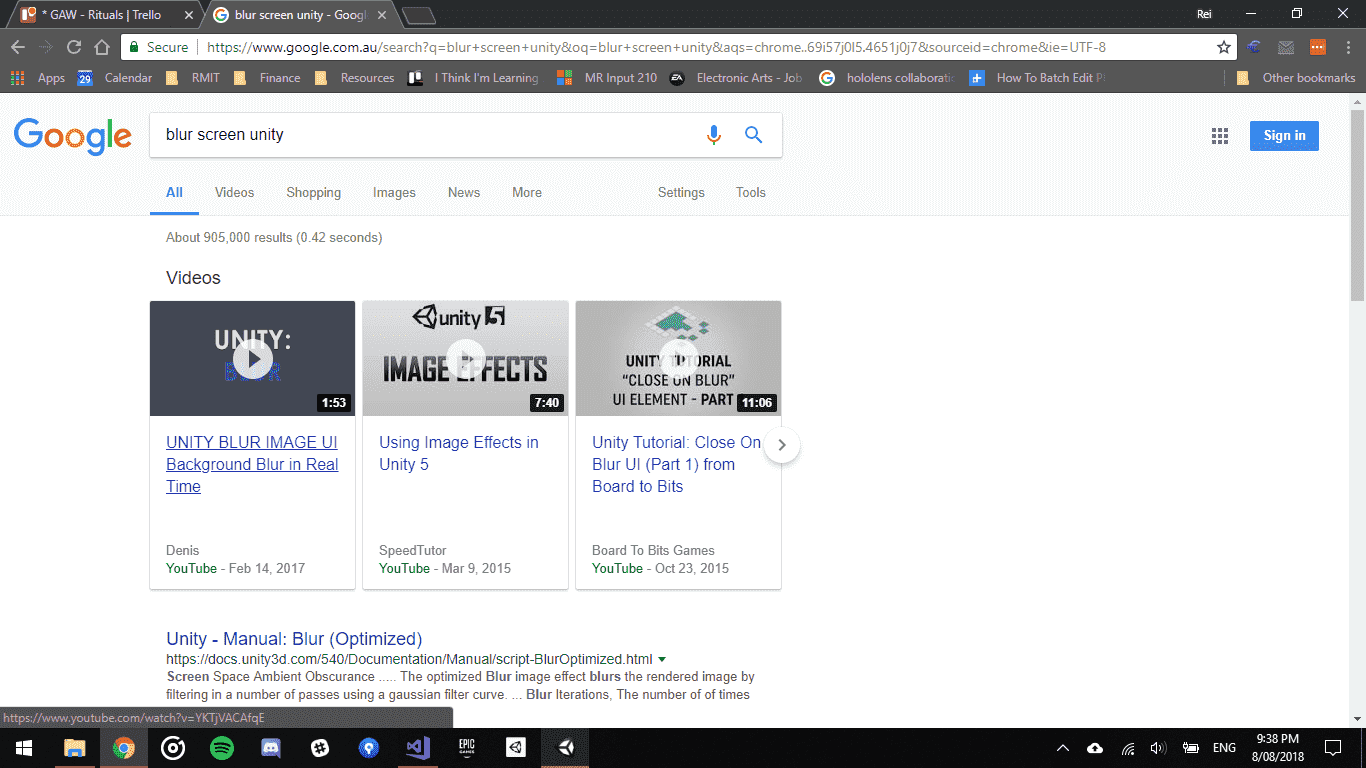 * GAW - Rituals | Trello
blur screen unity - Googl
Rei
Secure
https://www.google.com.au/search?q=blur+screen+unity&oq=blur+screen+unity&aqs=chrome..69i57j0l5.4651j0j7&sourceid=chrome&ie=UTF-8
Apps Calendar RMIT Finance Resources I Think I'm Learning MR Input 210 Electronic Arts - Job hololens collaboratio How To Batch Edit P Other bookmarks
29
EA
Google
blur screen unity
Sign in
All Videos Shopping Images News More Settings Tools
About 905,000 results (0.42 seconds)
Videos
UNITY:
BLUR
1:53
unity 5
IMAGE EFFECTS
7:40
UNITY TUTORIAL
“CLOSE ON BLUR”
UI ELEMENT - PART
11:06
UNITY BLUR IMAGE UI
Background Blur in Real
Time
Denis
YouTube - Feb 14, 2017
Using Image Effects in
Unity 5
SpeedTutor
YouTube - Mar 9, 2015
Unity Tutorial: Close On
Blur UI (Part 1) from
Board to Bits
Board To Bits Games
YouTube - Oct 23, 2015
Unity - Manual: Blur (Optimized)
https://docs.unity3d.com/540/Documentation/Manual/script-BlurOptimized.html
Screen Space Ambient Obscurance ..... The optimized Blur image effect blurs the rendered image by
filtering in a number of passes using a gaussian filter curve. ... Blur Iterations, The number of of times
https://www.youtube.com/watch?v=YKTjVACAfqE
EPIC
GAMES
ENG
9:38 PM
8/08/2018